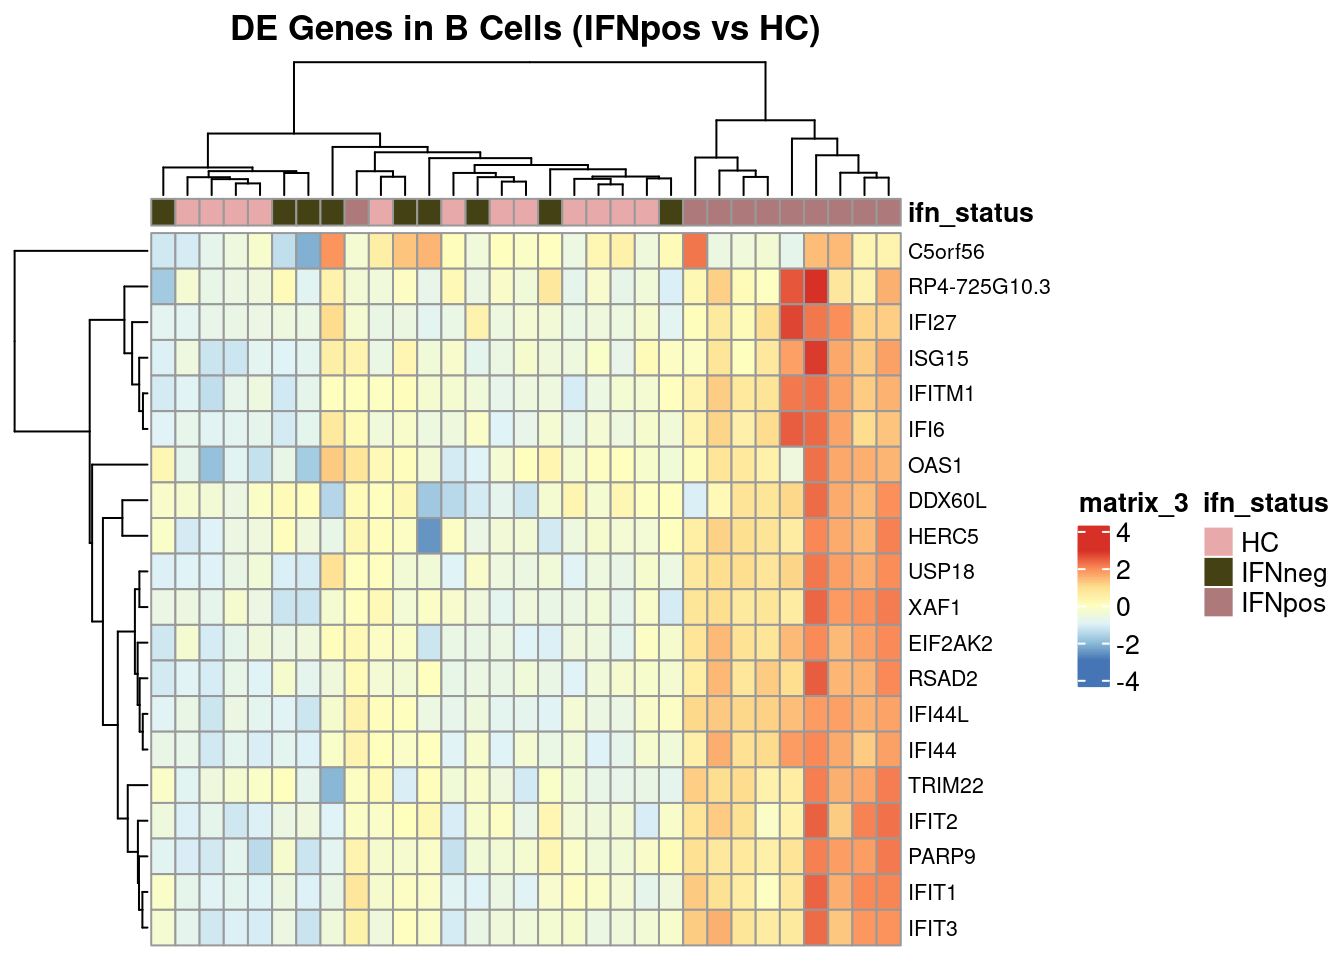 DE Genes in B Cells (IFNpos vs HC)
ifn_status
C5orf56
RP4-725G10.3
IFI27
ISG15
IFITM1
IFI6
OAS1
DDX60L
HERC5
USP18
XAF1
EIF2AK2
RSAD2
IFI44L
IFI44
TRIM22
IFIT2
PARP9
IFIT1
IFIT3
matrix_3
4
2
0
-2
-4
ifn_status
HC
IFNneg
IFNpos